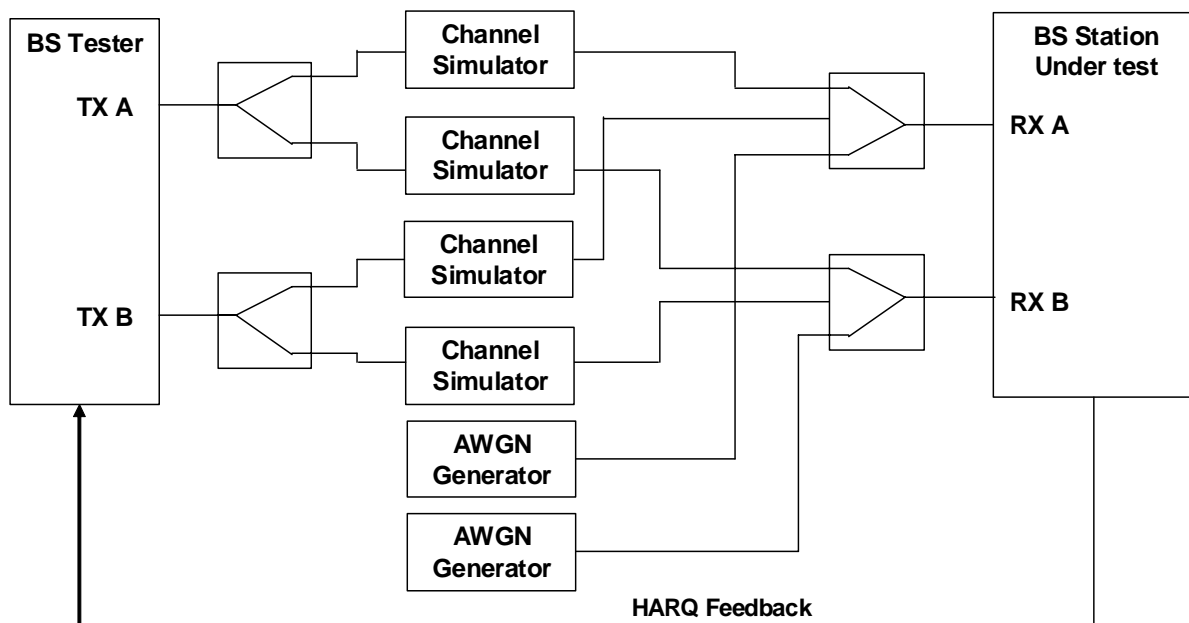 BS Tester
TX A
TX B
Channel
Simulator
Channel
Simulator
Channel
Simulator
Channel
Simulator
AWGN
Generator
AWGN
Generator
BS Station
Under test
RX A
RX B
HARQ Feedback